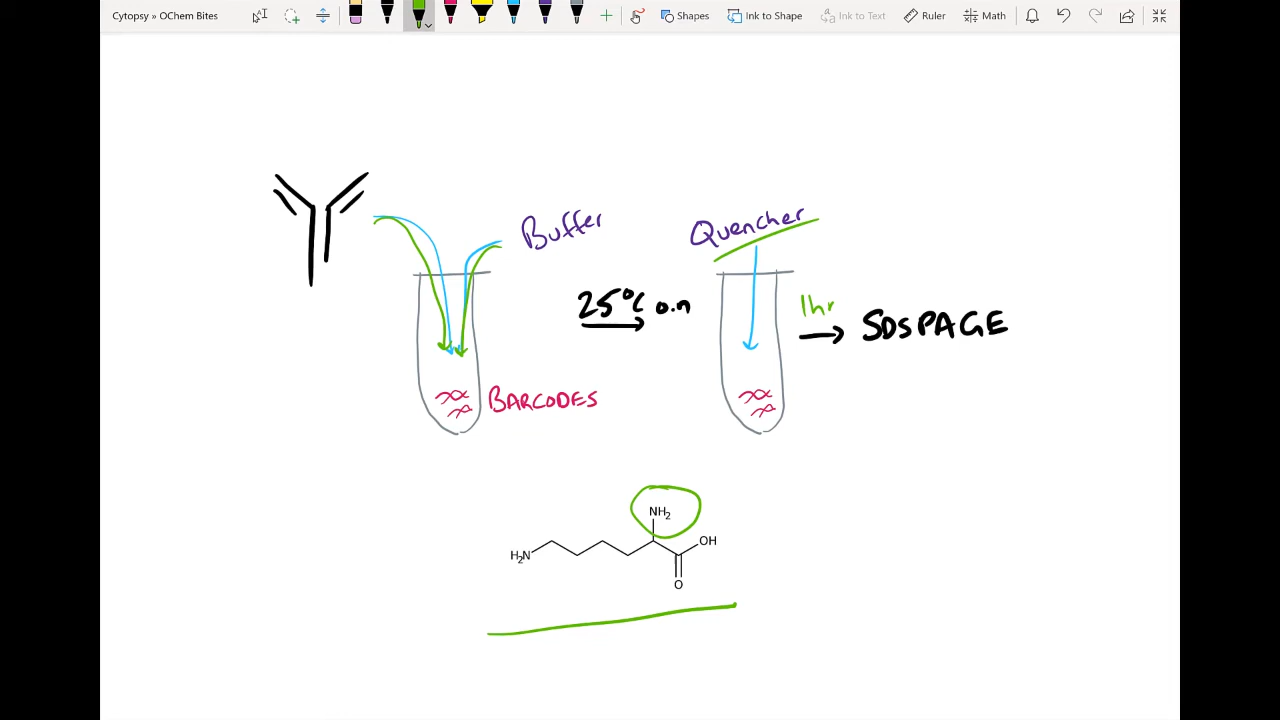 Cytopsy » OChem Bites
Shapes
Ink to Shape
Ink to Text
Ruler
Math
Buffer
Quencher
25°C o.n
1hr
SDSPAGE
BARCODES
NH2
H2N
OH
O